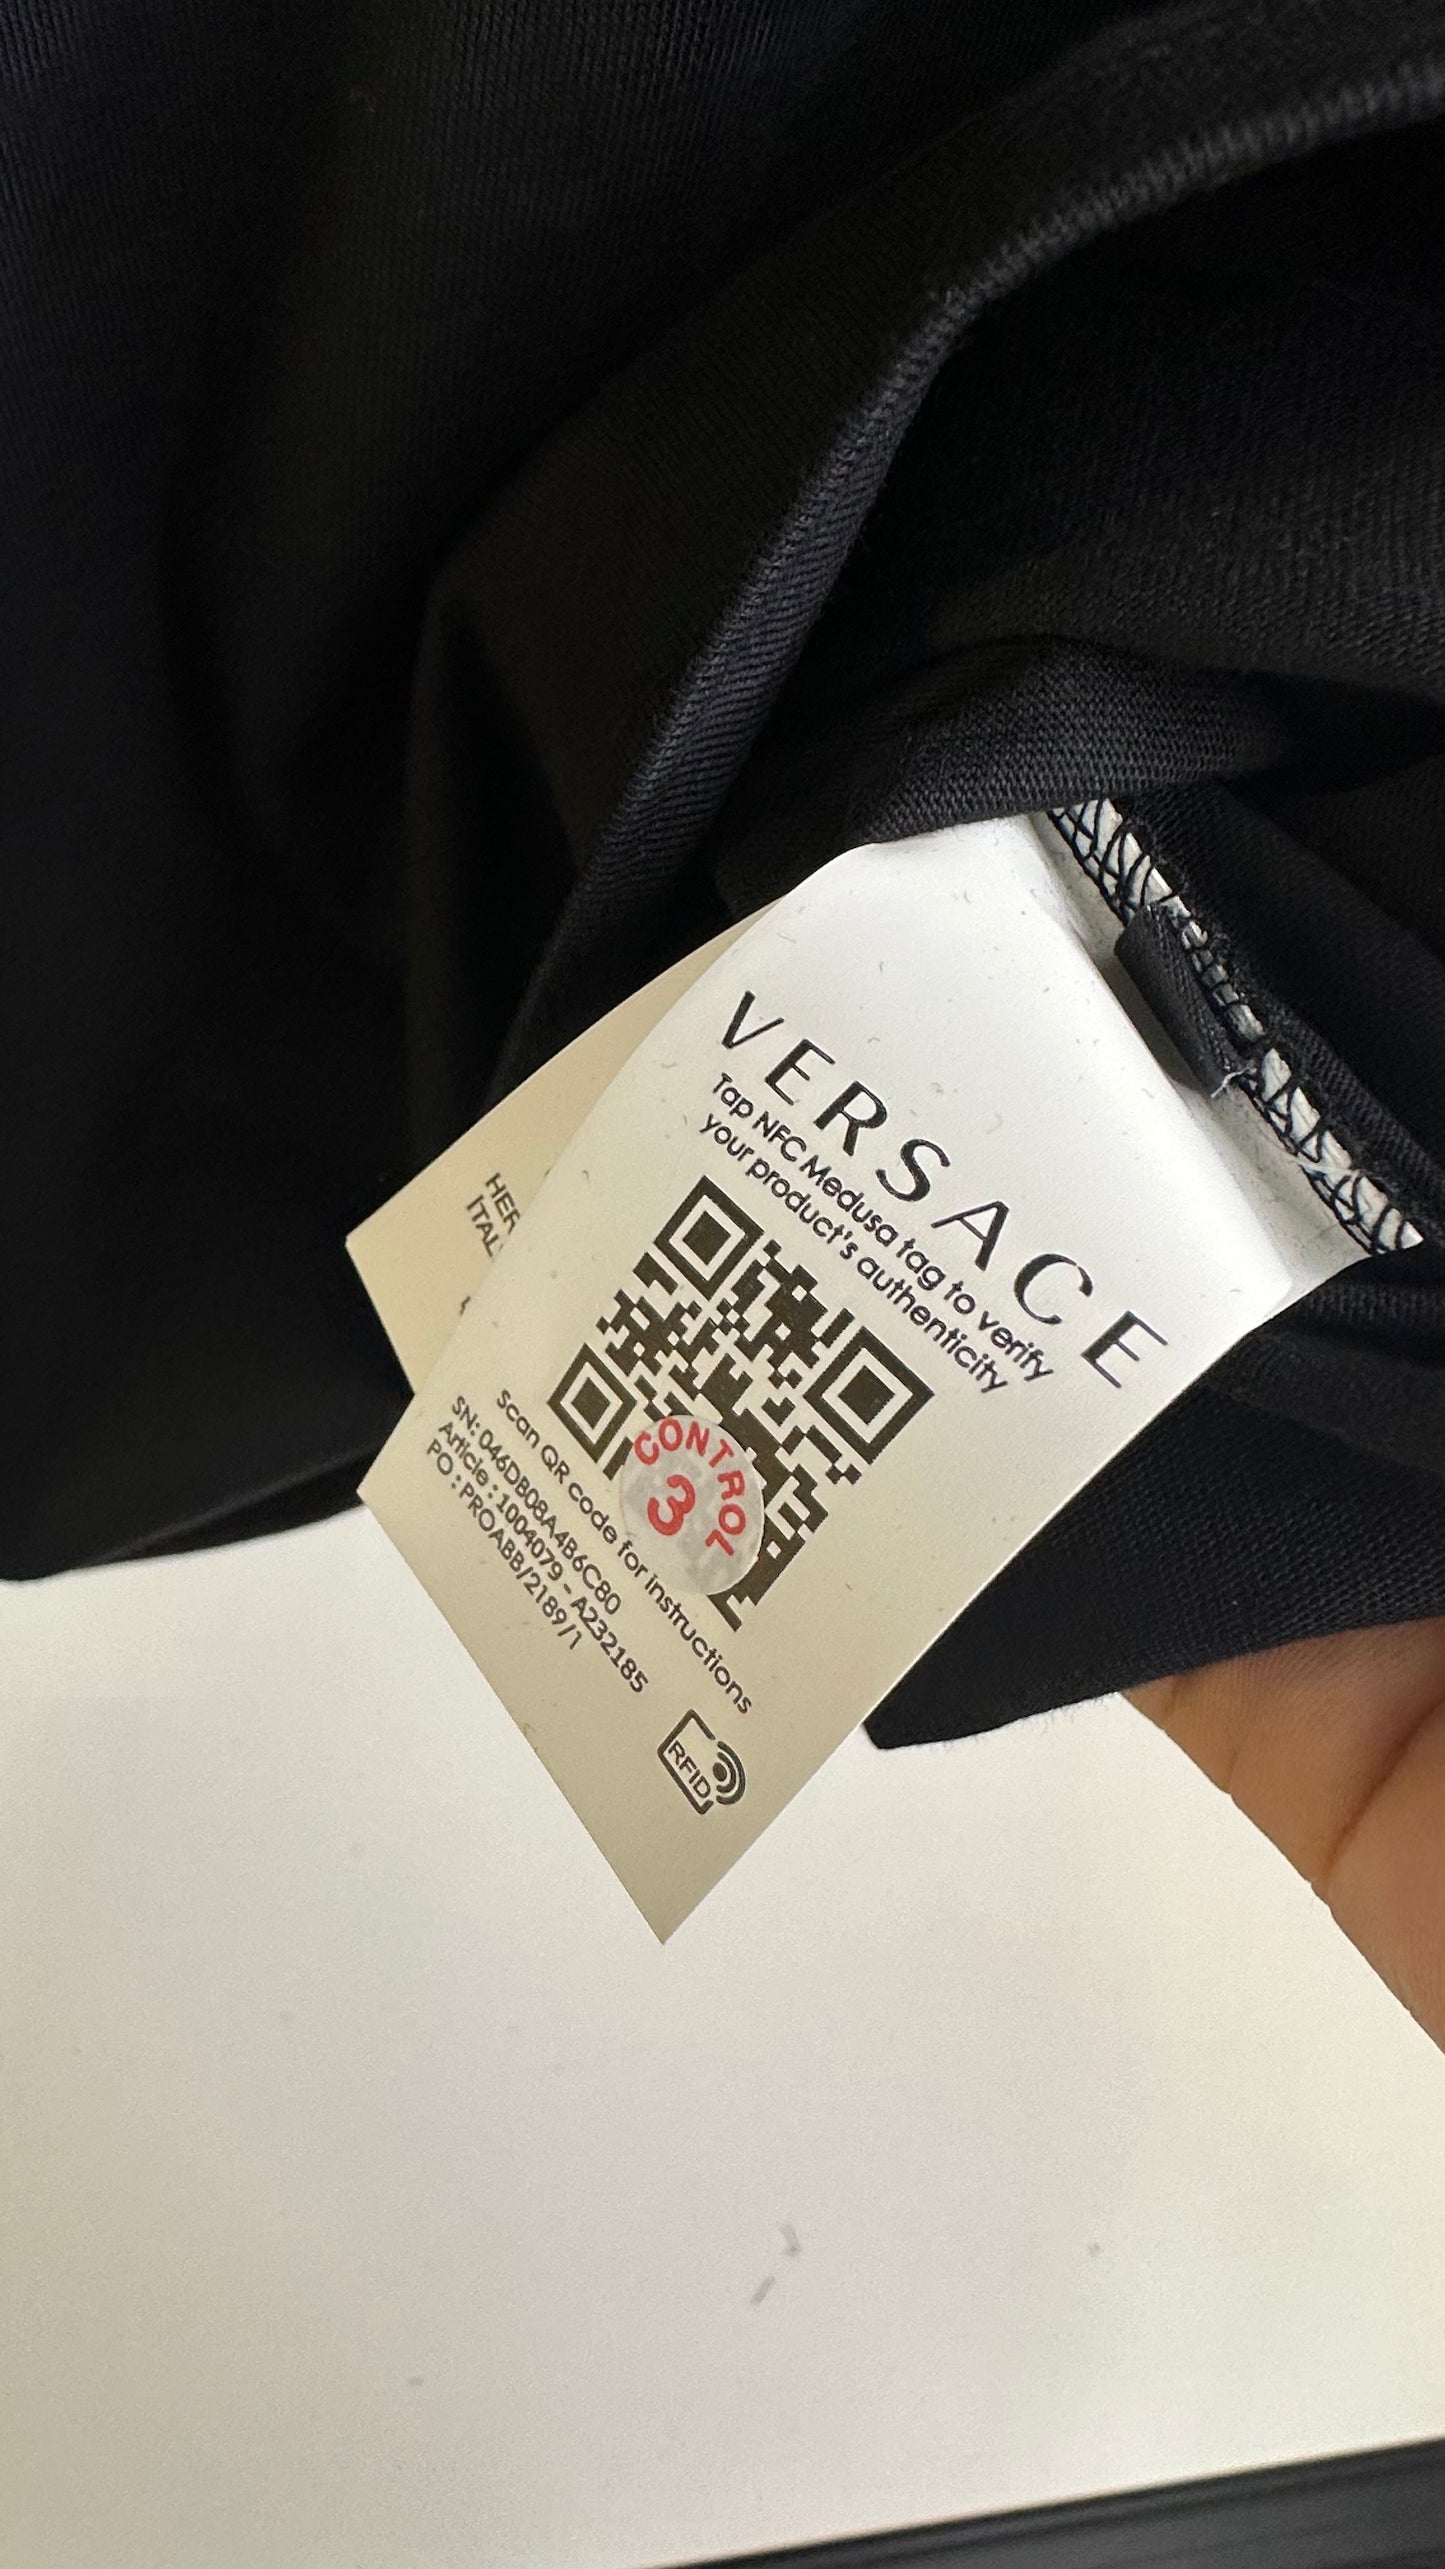 VERSACE
Tap NFC Medusa tag to verify
your product's authenticity
CONTROL
3
Scan QR code for instructions
SN: 046DB08A4B6C80
Article : 1004079 - A232185
PO : PROABB/2189/1
RFID